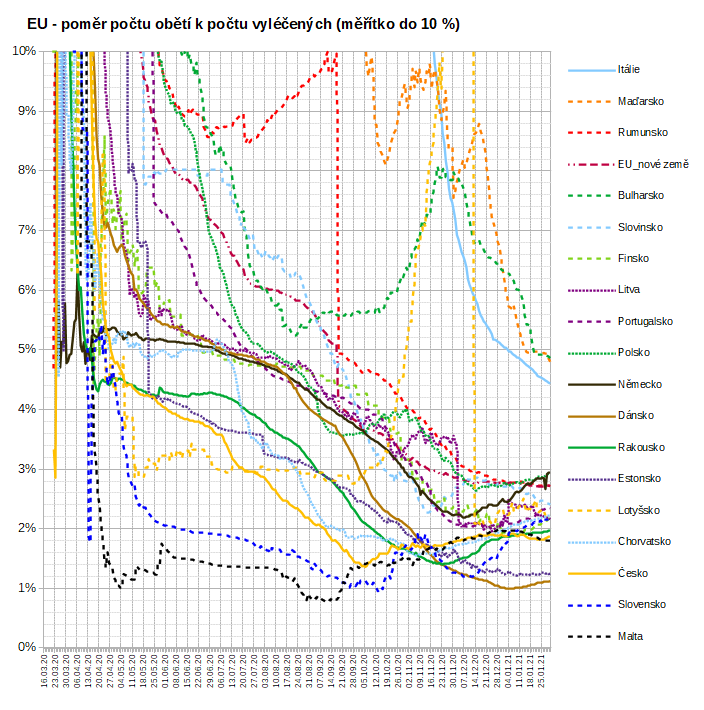 EU - poměr počtu obětí k počtu vyléčených (měřítko do 10 %)
10%
9%
8%
7%
6%
5%
4%
3%
2%
1%
0%
16.03.20
23.03.20
30.03.20
06.04.20
13.04.20
20.04.20
27.04.20
04.05.20
11.05.20
18.05.20
25.05.20
01.06.20
08.06.20
15.06.20
22.06.20
29.06.20
06.07.20
13.07.20
20.07.20
27.07.20
03.08.20
10.08.20
17.08.20
24.08.20
31.08.20
07.09.20
14.09.20
21.09.20
28.09.20
05.10.20
12.10.20
19.10.20
26.10.20
02.11.20
09.11.20
16.11.20
23.11.20
30.11.20
07.12.20
14.12.20
21.12.20
28.12.20
04.01.21
11.01.21
18.01.21
25.01.21
Itálie
Maďarsko
Rumunsko
EU_nové země
Bulharsko
Slovinsko
Finsko
Litva
Portugalsko
Polsko
Německo
Dánsko
Rakousko
Estonsko
Lotyšsko
Chorvatsko
Česko
Slovensko
Malta